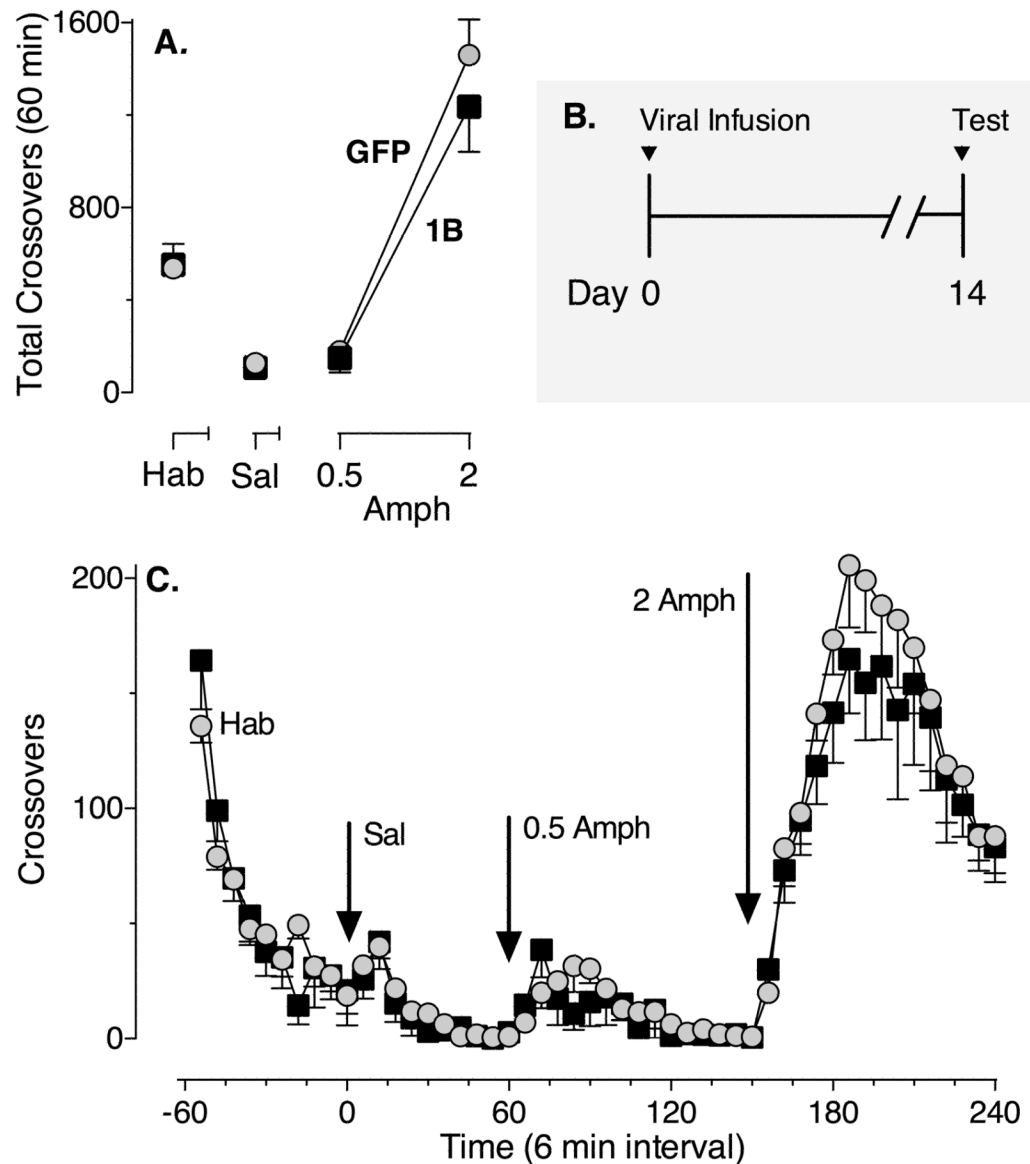 A.
Total Crossovers (60 min)
1600
800
0
GFP
1B
Hab Sal 0.5 2
Amph
B. Viral Infusion Test
Day 0 14
C.
Crossovers
200
100
0
Hab
Sal
0.5 Amph
2 Amph
-60 0 60 120 180 240
Time (6 min interval)